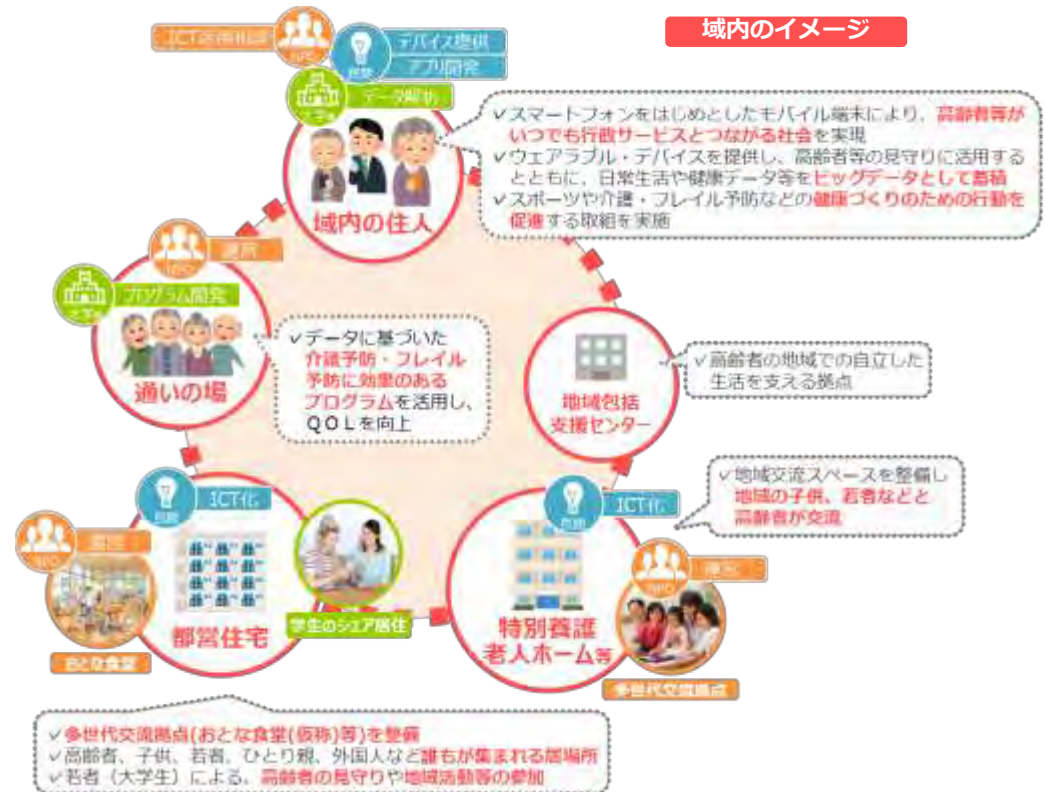 域内のイメージ
ICT活用相談
NPO
民間
デバイス提供
アプリ開発
大学等
データ解析
域内の住人
✓スマートフォンをはじめとしたモバイル端末により、高齢者等が
いつでも行政サービスとつながる社会を実現
✓ウェアラブル・デバイスを提供し、高齢者等の見守りに活用する
とともに、日常生活や健康データ等をビッグデータとして蓄積
✓スポーツや介護・フレイル予防などの健康づくりのための行動を
促進する取組を実施
NPO
運営
大学等
プログラム開発
通いの場
✓データに基づいた
介護予防・フレイル
予防に効果のある
プログラムを活用し、
QOLを向上
地域包括
支援センター
✓高齢者の地域での自立した
生活を支える拠点
民間
ICT化
NPO
運営
都営住宅
おとな食堂
学生のシェア居住
民間
ICT化
特別養護
老人ホーム等
✓地域交流スペースを整備し
地域の子供、若者などと
高齢者が交流
NPO
運営
多世代交流拠点
✓多世代交流拠点(おとな食堂(仮称)等)を整備
✓高齢者、子供、若者、ひとり親、外国人など誰もが集まれる居場所
✓若者（大学生）による、高齢者の見守りや地域活動等の参加